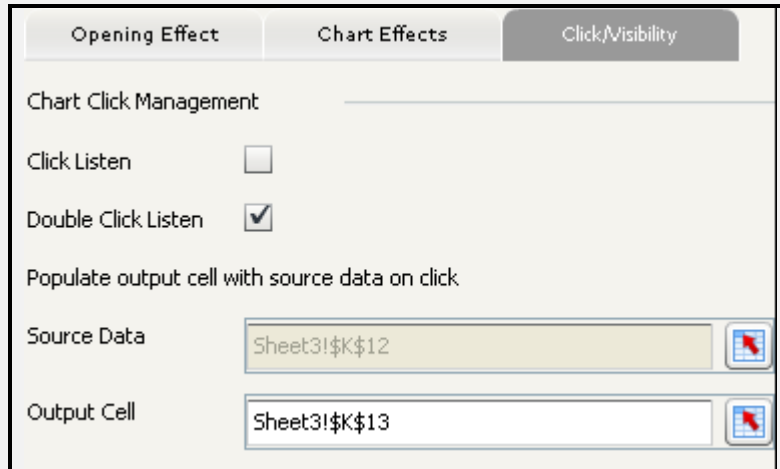 Opening Effect Chart Effects Click/Visibility
Chart Click Management
Click Listen
Double Click Listen
Populate output cell with source data on click
Source Data Sheet3!$K$12
Output Cell Sheet3!$K$13